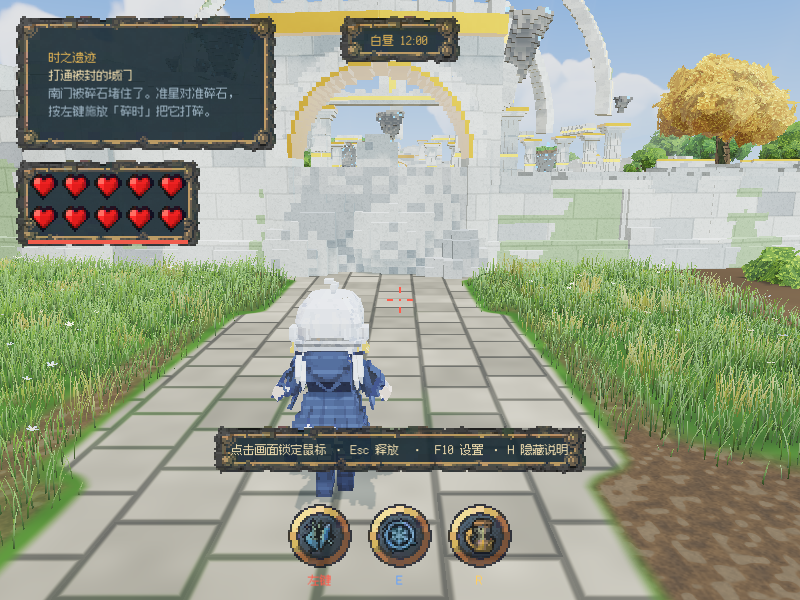 时之遗迹
打通被封的城门
南门被碎石堵住了。准星对准碎石，
按左键施放「碎时」把它打碎。
白昼 12:00
点击画面锁定鼠标 · Esc 释放 · F10 设置 · H 隐藏说明
左键
E
R